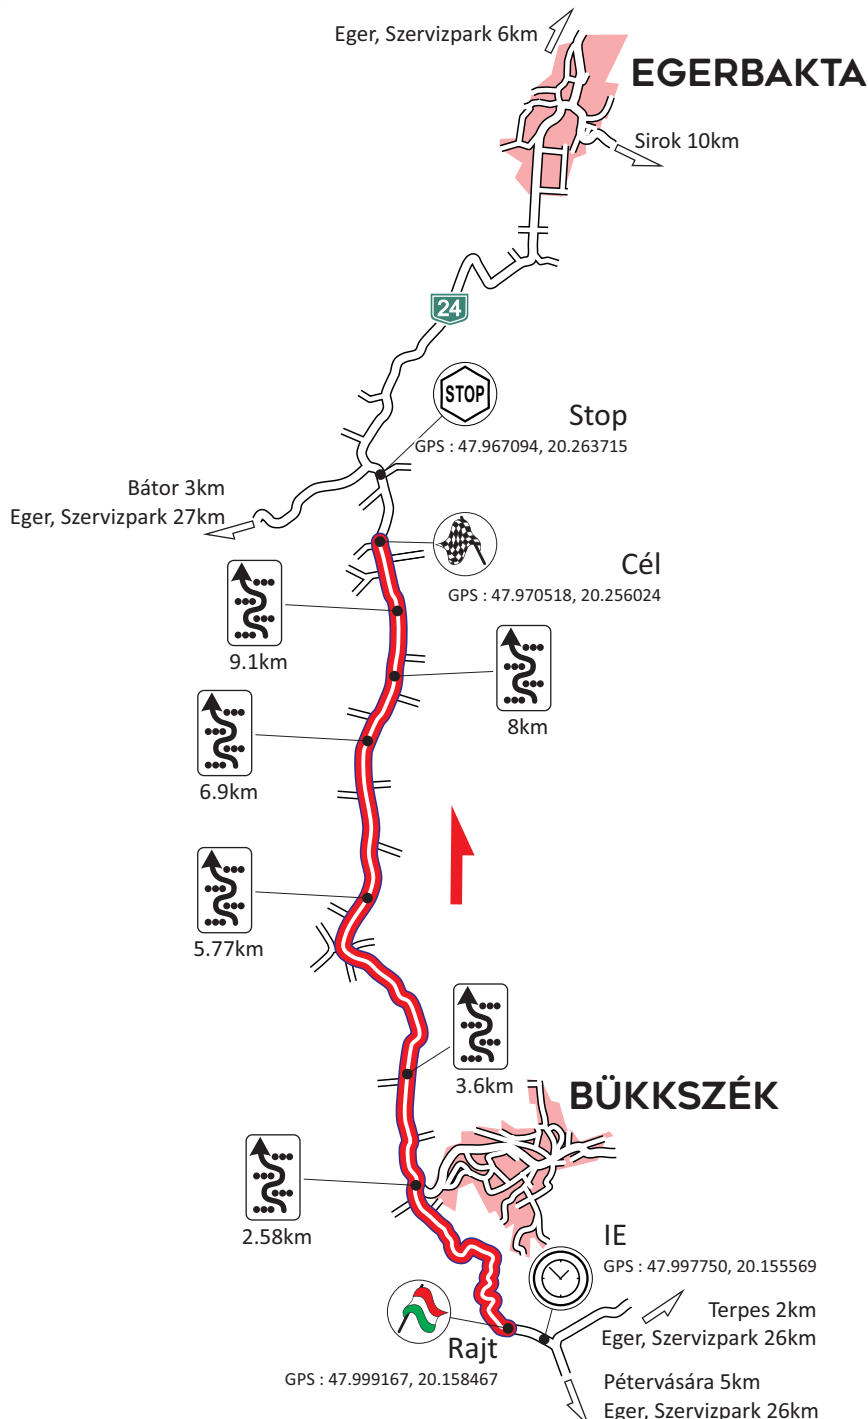 Eger, Szervizpark 6km
EGERBAKTA
Sirok 10km
24
STOP
Stop
GPS : 47.967094, 20.263715
Bátor 3km
Eger, Szervizpark 27km
Cél
GPS : 47.970518, 20.256024
9.1km
8km
6.9km
5.77km
3.6km
BÜKKSZÉK
2.58km
IE
GPS : 47.997750, 20.155569
Terpes 2km
Eger, Szervizpark 26km
Rajt
GPS : 47.999167, 20.158467
Pétervására 5km
Eger, Szervizpark 26km